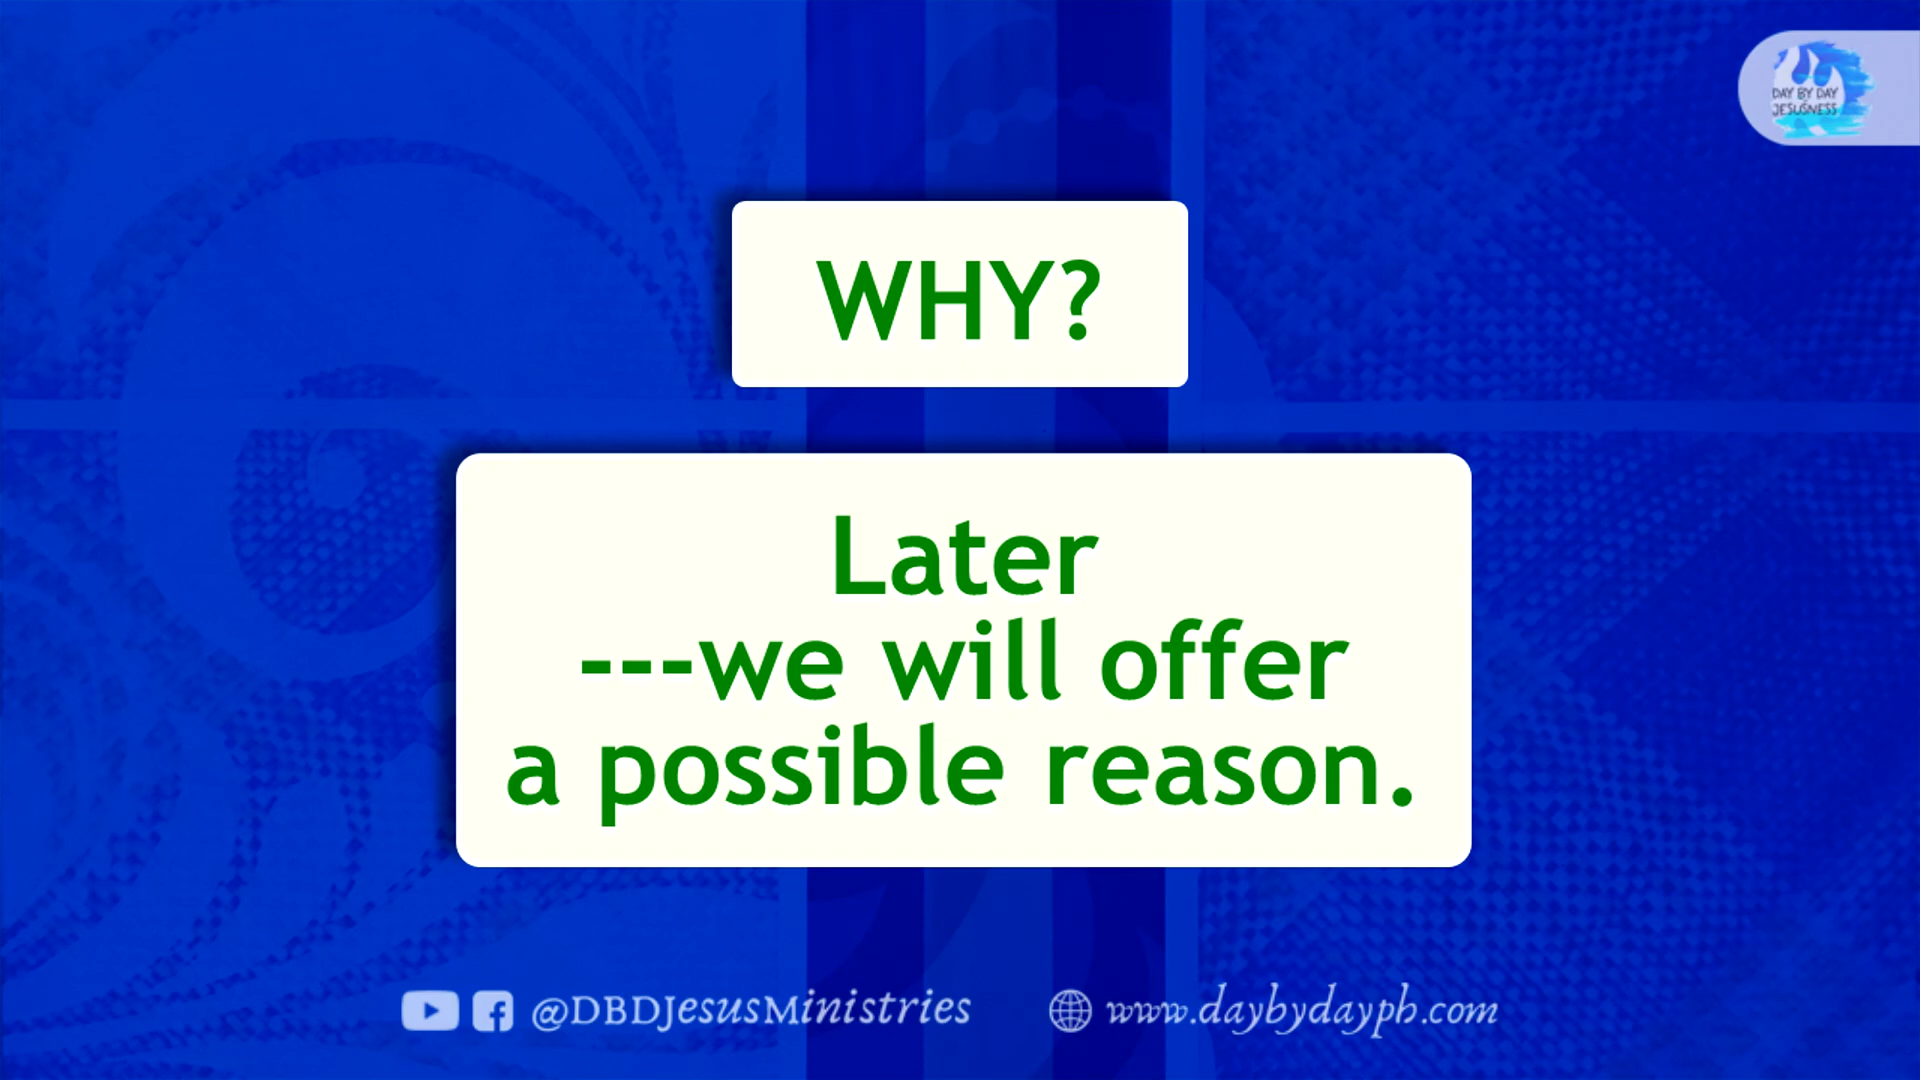 DAY BY DAY
JESUSNESS
WHY?
Later
---we will offer
a possible reason.
@DBDJesusMinistries
www.daybydayph.com